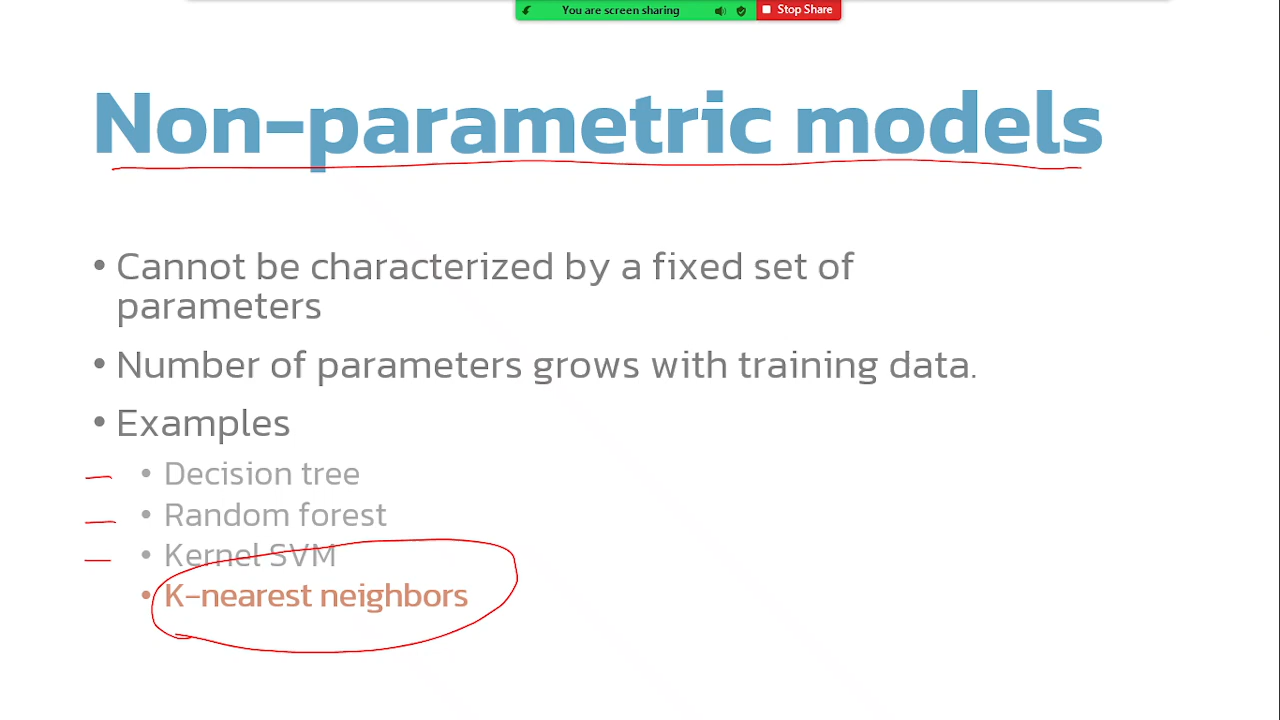 You are screen sharing
Stop Share
Non-parametric models
• Cannot be characterized by a fixed set of
parameters
• Number of parameters grows with training data.
• Examples
• Decision tree
• Random forest
• Kernel SVM
• K-nearest neighbors